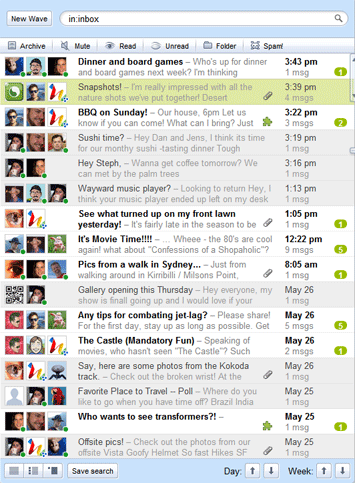 New Wave
in:inbox
Archive Mute Read Unread Folder Spam!
Dinner and board games – Who's up for dinner 3:43 pm
and board games next week? I'm thinking 1 msg 1
Snapshots! – I'm really impressed with all the 3:39 pm
nature shots we've put together! Desert 4 msgs
BBQ on Sunday! – Our house, 6pm Let us 3:22 pm
know if you can come! What can I bring? Just 3 msgs 2
Sushi time? – Hey Dan and Jens, I think its time 3:19 pm
for our monthy sushi -tasting dinner Tough 1 msg
Hey Steph, – Wanna get coffee tomorrow? We 3:16 pm
can met by the palm trees 1 msg
Wayward music player? – Looking to return Hey, I 1:13 pm
think your music player ended up left on my desk 1 msg
See what turned up on my front lawn 1:05 pm
yesterday! – It's fairly late in the season to be 1 msg 1
It's Movie Time!!!! – ... Wheee - the 80's are cool 12:22 pm
again! what about "Confessions of a Shopaholic"? 9 msgs 5
Pics from a walk in Sydney... – Just from 8:05 am
walking around in Kirribilli / Milsons Point, 1 msg 1
Gallery opening this Thursday – Hey everyone, my May 26
show is finall going up and I would love if your 1 msg
Any tips for combating jet-lag? – Please share! May 26
For the first day, stay up as long as possible. Get 5 msgs 5
The Castle (Mandatory Fun) – Speaking of May 26
movies, who hasn't seen "The Castle"? Such 2 msgs 1
Say, here are some photos from the Kokoda May 26
track. – Check out the broken wrist! At the 1 msg
Favorite Place to Travel – Poll – Where do you May 26
like to go when you have time off? Brazil India 1 msg
Who wants to see transformers?! – May 25
1 msg 1
Offsite pics! – Check out our photos from our May 25
offsite Vista Goofy Helmet So fast Hikes SF 1 msg
Save search Day: Week: